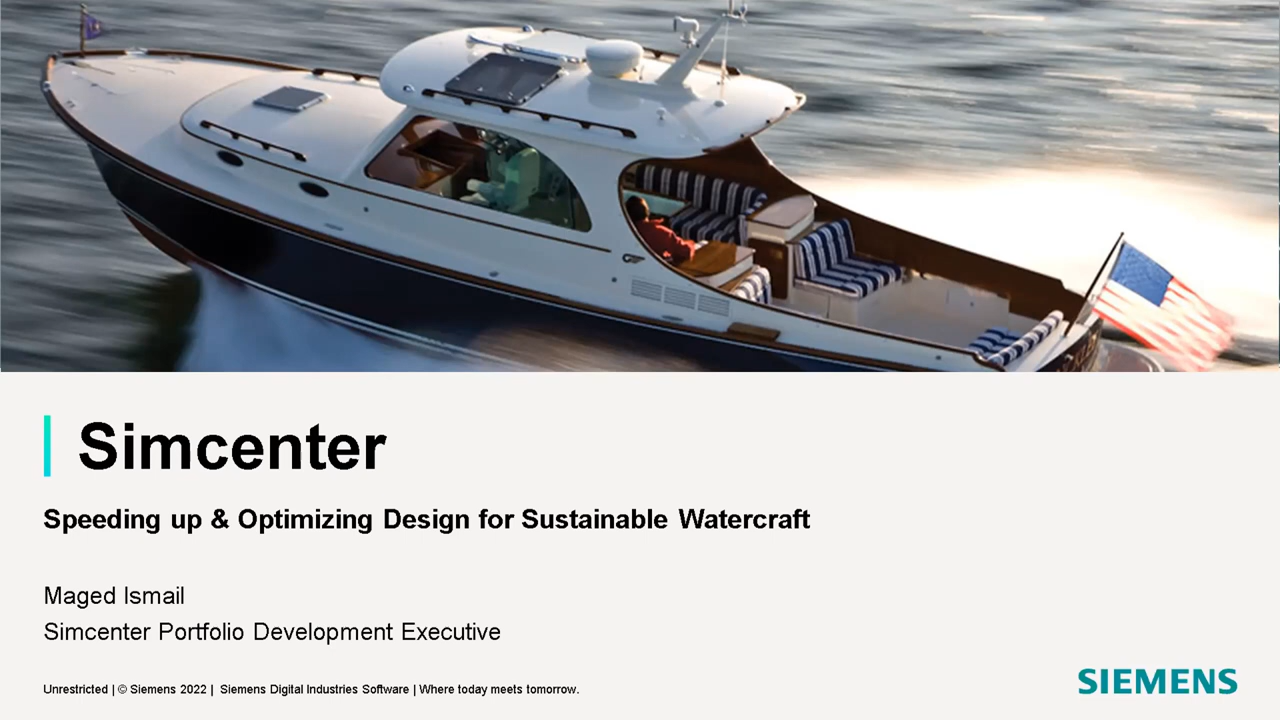 Simcenter
Speeding up & Optimizing Design for Sustainable Watercraft
Maged Ismail
Simcenter Portfolio Development Executive
Unrestricted | © Siemens 2022 | Siemens Digital Industries Software | Where today meets tomorrow.
SIEMENS